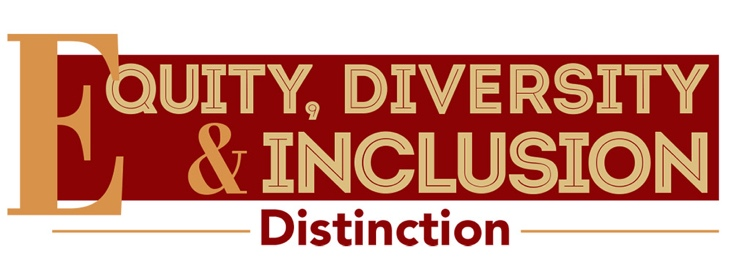 EQUITY, DIVERSITY
& INCLUSION
Distinction